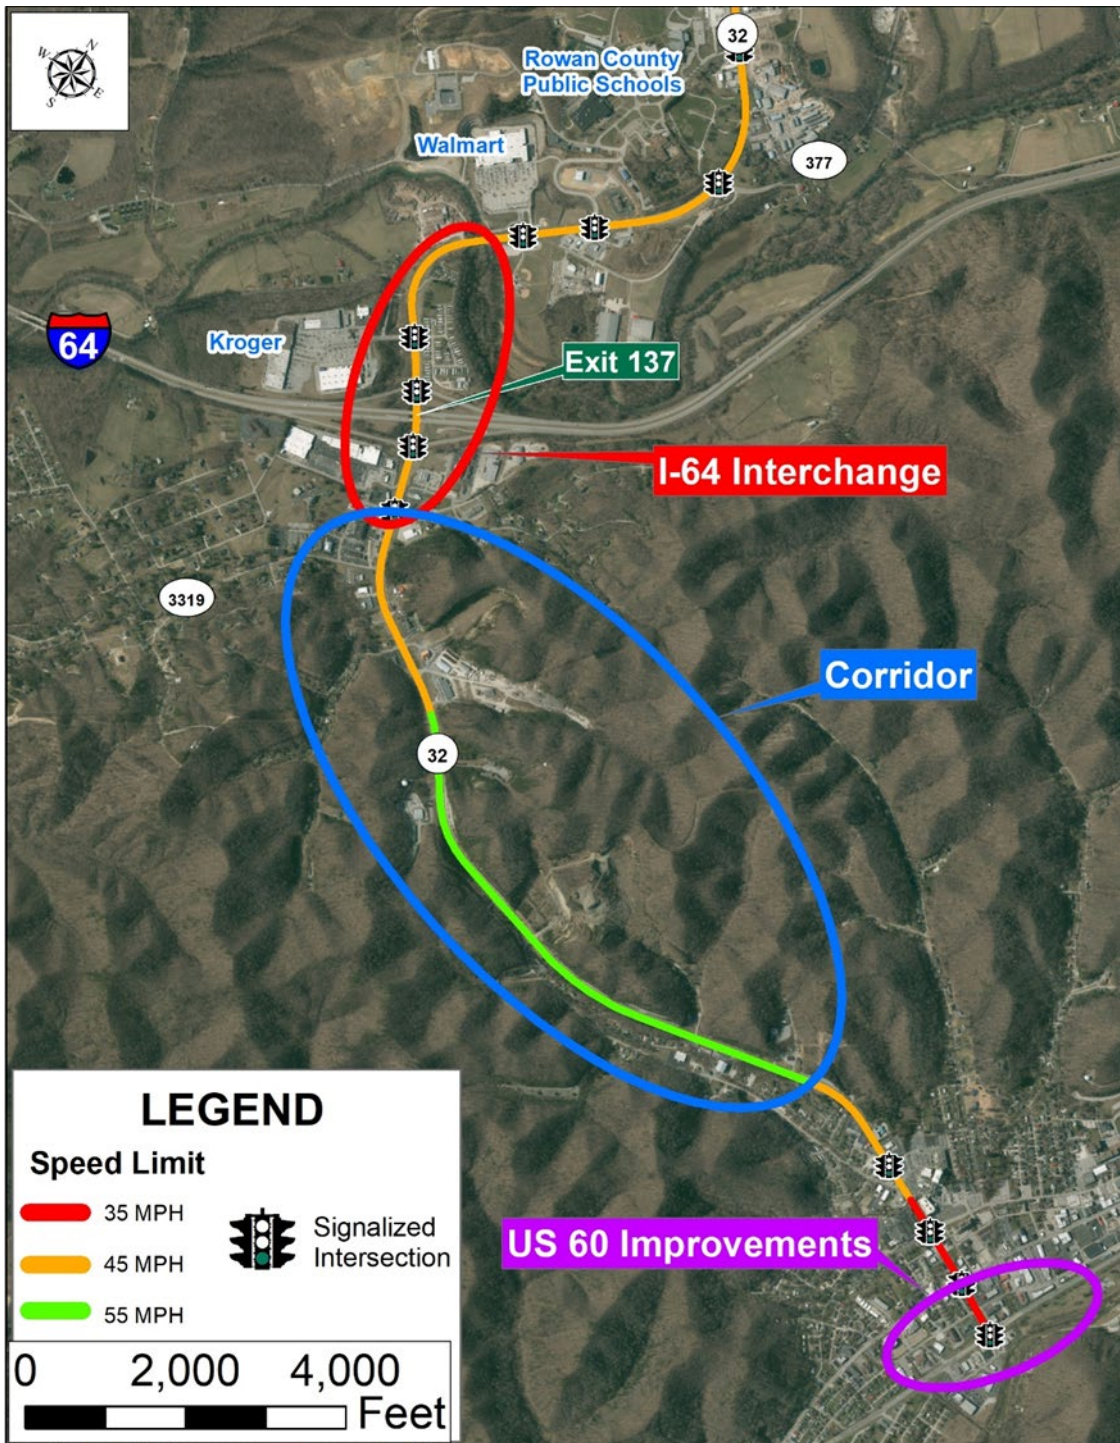 N
W
E
S
32
Rowan County
Public Schools
Walmart
377
64
Kroger
Exit 137
I-64 Interchange
3319
Corridor
32
LEGEND
Speed Limit
35 MPH
45 MPH
55 MPH
Signalized
Intersection
US 60 Improvements
0 2,000 4,000
Feet